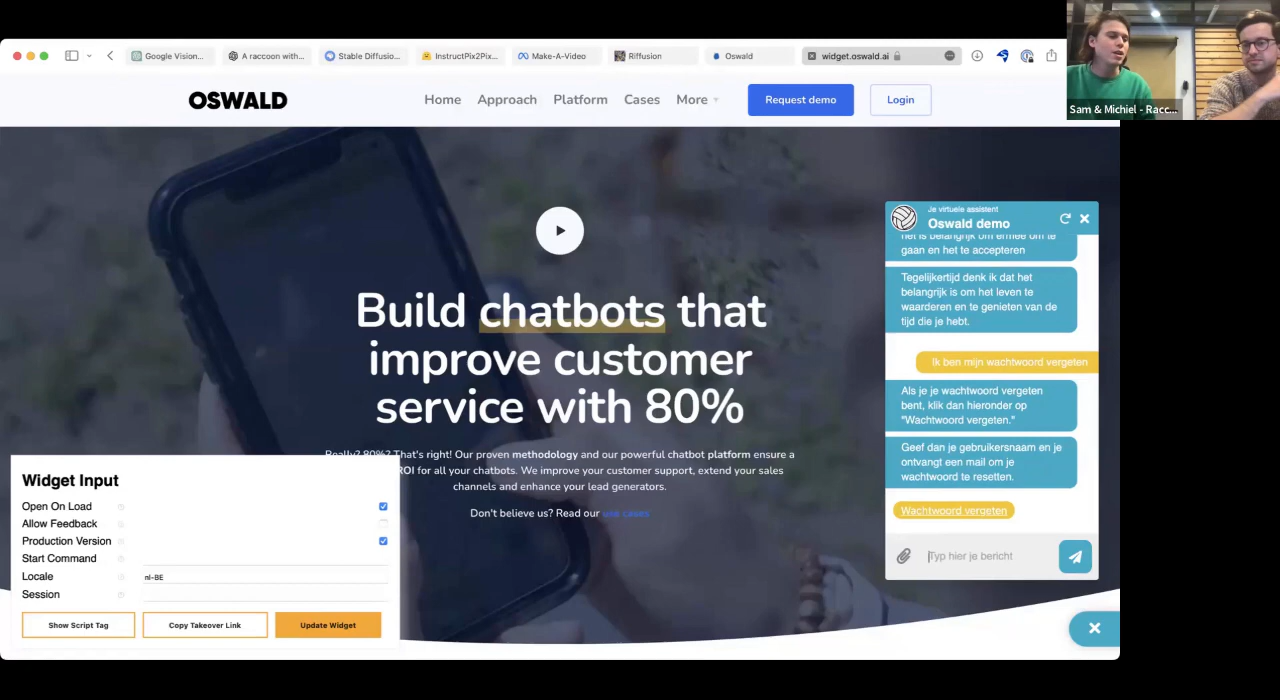 Google Vision...
A raccoon with...
Stable Diffusio...
InstructPix2Pix...
Make-A-Video
Riffusion
Oswald
widget.oswald.ai
OSWALD
Home
Approach
Platform
Cases
More
Request demo
Login
Sam & Michiel - Racc...
Build chatbots that
improve customer
service with 80%
Really? 80%? That's right! Our proven methodology and our powerful chatbot platform ensure a
ROI for all your chatbots. We improve your customer support, extend your sales
channels and enhance your lead generators.
Don't believe us? Read our use cases
Je virtuele assistent
Oswald demo
het is belangrijk om ermee om te
gaan en het te accepteren
Tegelijkertijd denk ik dat het
belangrijk is om het leven te
waarderen en te genieten van de
tijd die je hebt.
Ik ben mijn wachtwoord vergeten
Als je je wachtwoord vergeten
bent, klik dan hieronder op
"Wachtwoord vergeten."
Geef dan je gebruikersnaam en je
ontvangt een mail om je
wachtwoord te resetten.
Wachtwoord vergeten
Typ hier je bericht
Widget Input
Open On Load
Allow Feedback
Production Version
Start Command
Locale
nl-BE
Session
Show Script Tag
Copy Takeover Link
Update Widget